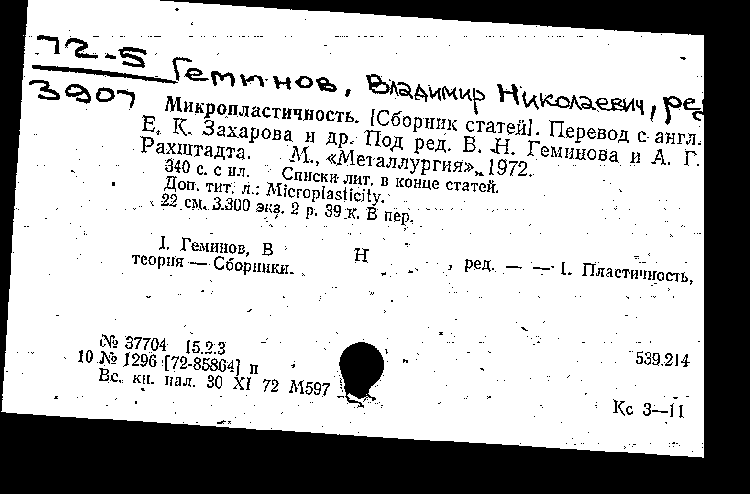 72-5
3907
Геминов, Владимир Николаевич, ред
Микропластичность. [Сборник статей]. Перевод с англ.
Е. К. Захарова и др. Под ред. В. Н. Геминова и А. Г.
Рахштадта. М., «Металлургия», 1972.
340 с. с ил. Списки лит. в конце статей.
Доп. тит. л.: Microplasticity.
22 см. 3.300 экз. 2 р. 39 к. В пер.
I. Геминов, В Н , ред. — — I. Пластичность,
теория — Сборники.
№ 37704 15.2.3
10 № 1296 [72-85864] п
539.214
Вс. кн. пал. 30 XI 72 М597
Кс 3—11